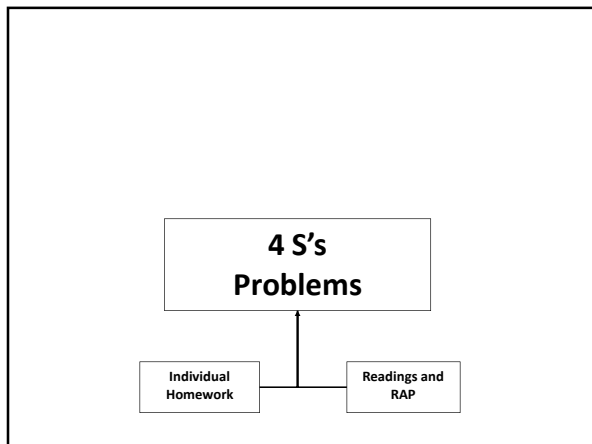 4 S’s
Problems
Individual
Homework
Readings and
RAP